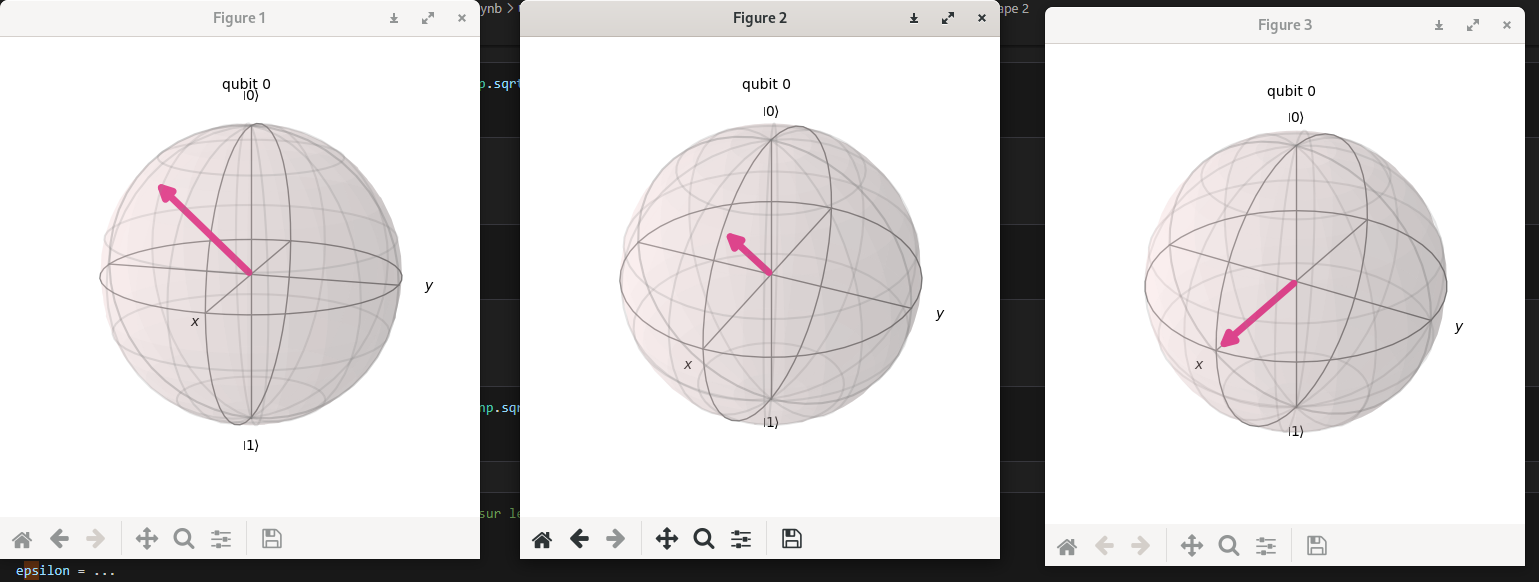 Figure 1
qubit 0
|0⟩
x
y
|1⟩
ynb >
Figure 2
qubit 0
|0⟩
x
y
|1⟩
ape 2
Figure 3
qubit 0
|0⟩
x
y
|1⟩
p.sqrt
np.sqr
sur le
epsilon = ...